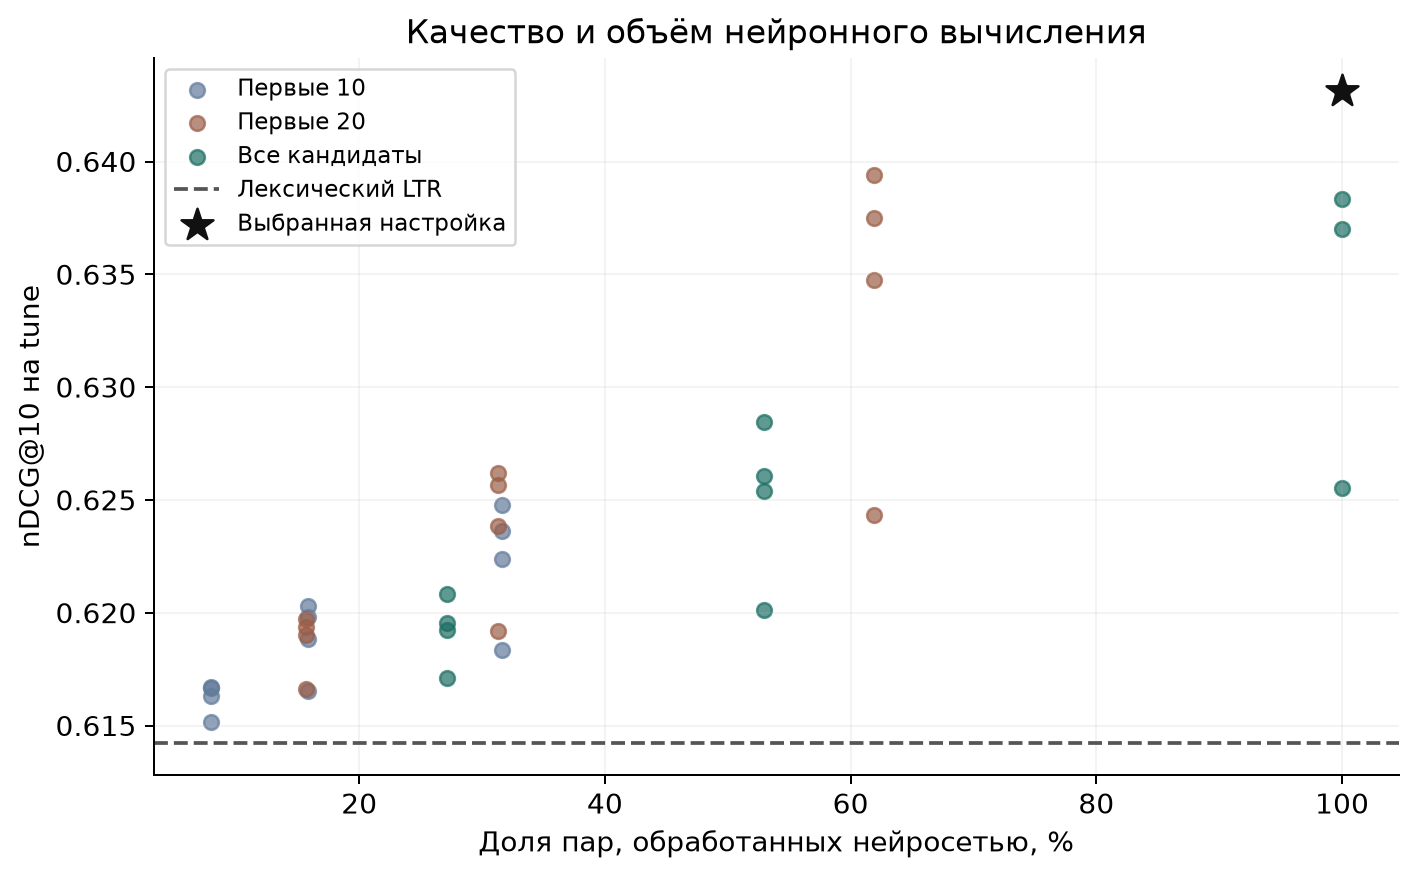 Качество и объём нейронного вычисления
Первые 10
Первые 20
Все кандидаты
Лексический LTR
Выбранная настройка
nDCG@10 на tune
0.640
0.635
0.630
0.625
0.620
0.615
20 40 60 80 100
Доля пар, обработанных нейросетью, %